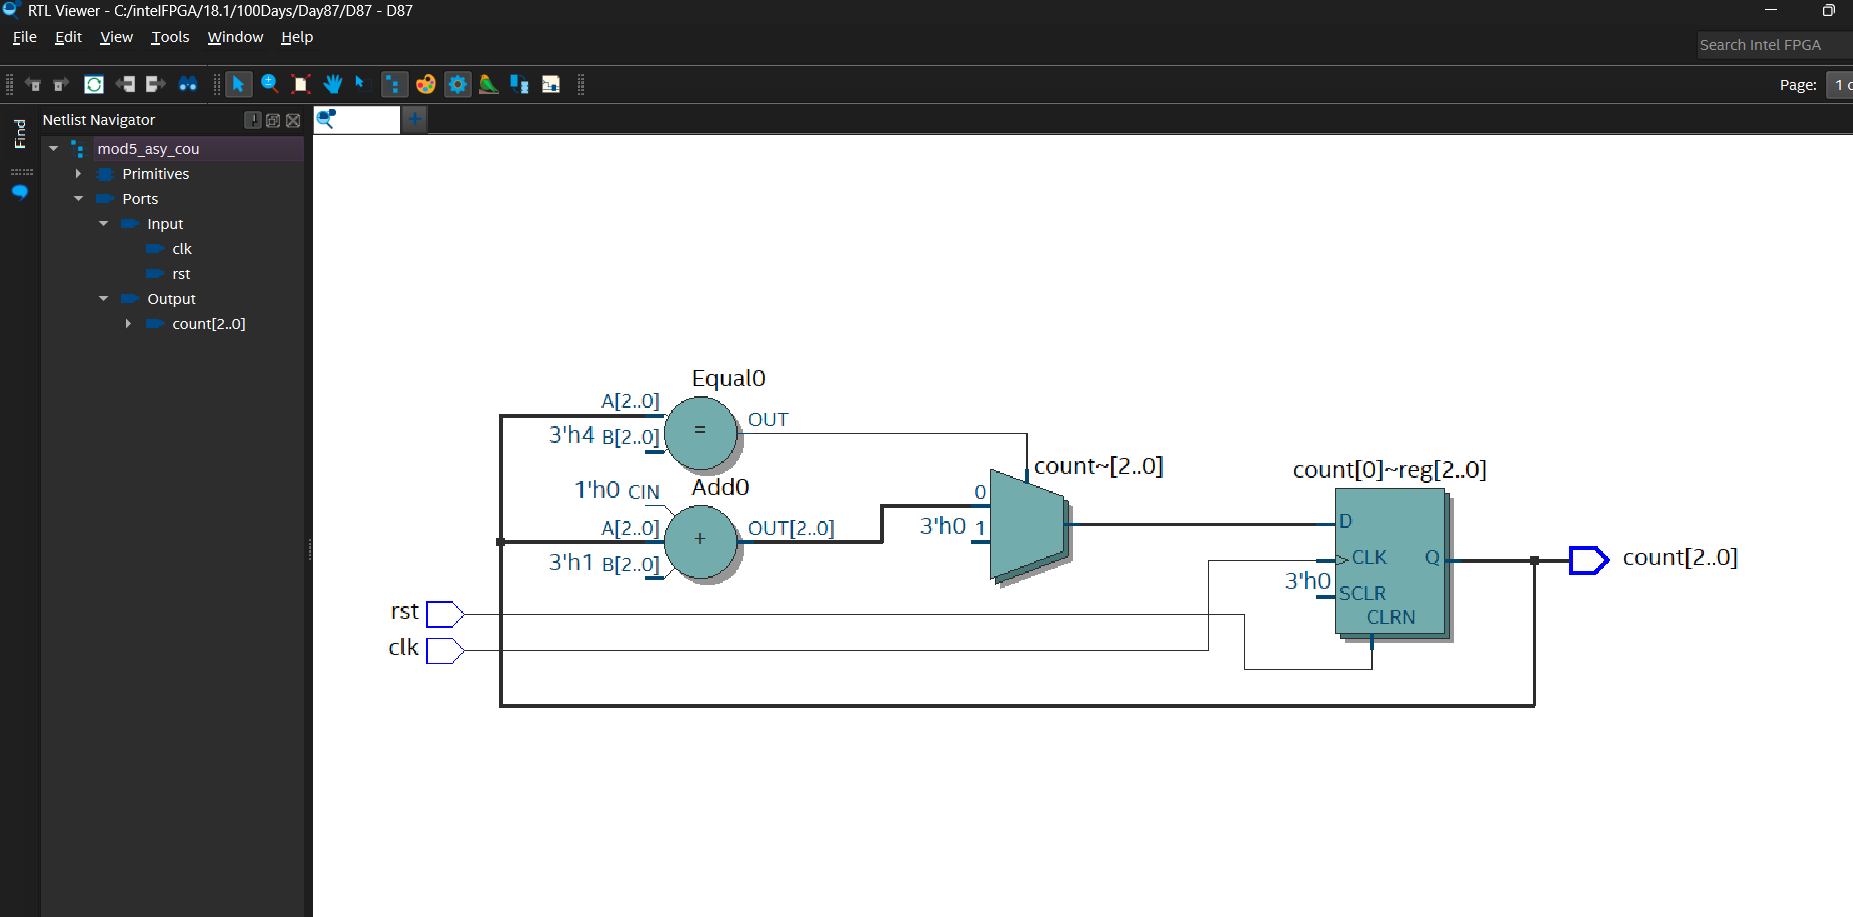 RTL Viewer - C:/intelFPGA/18.1/100Days/Day87/D87 - D87
File Edit View Tools Window Help
Search Intel FPGA
Page: 1
Netlist Navigator
Find
mod5_asy_cou
Primitives
Ports
Input
clk
rst
Output
count[2..0]
Equal0
A[2..0]
OUT
=
3'h4 B[2..0]
count~[2..0]
count[0]~reg[2..0]
1'h0 CIN
Add0
0
A[2..0]
OUT[2..0]
+
3'h0 1
D
3'h1 B[2..0]
CLK Q
count[2..0]
3'h0 SCLR
CLRN
rst
clk